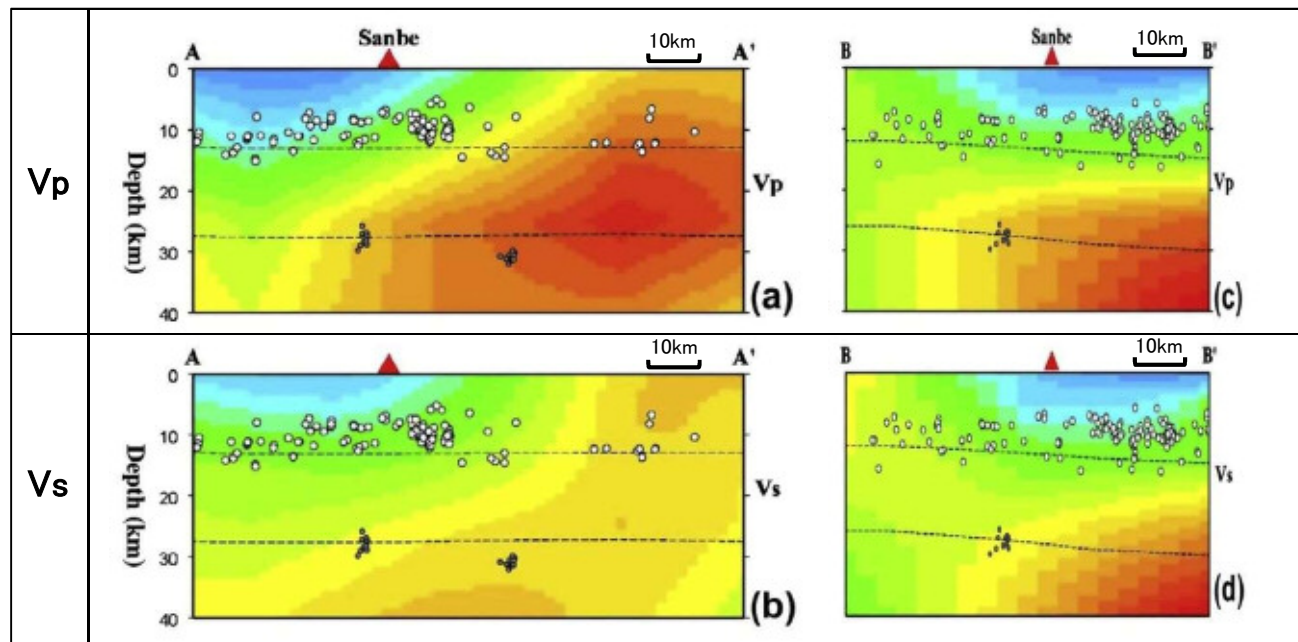 Vp
A
Sanbe
10km
A'
0
10
20
30
40
Depth (km)
Vp
(a)
B
Sanbe
10km
B'
Vp
(c)
Vs
A
10km
A'
0
10
20
30
40
Depth (km)
Vs
(b)
B
10km
B'
Vs
(d)